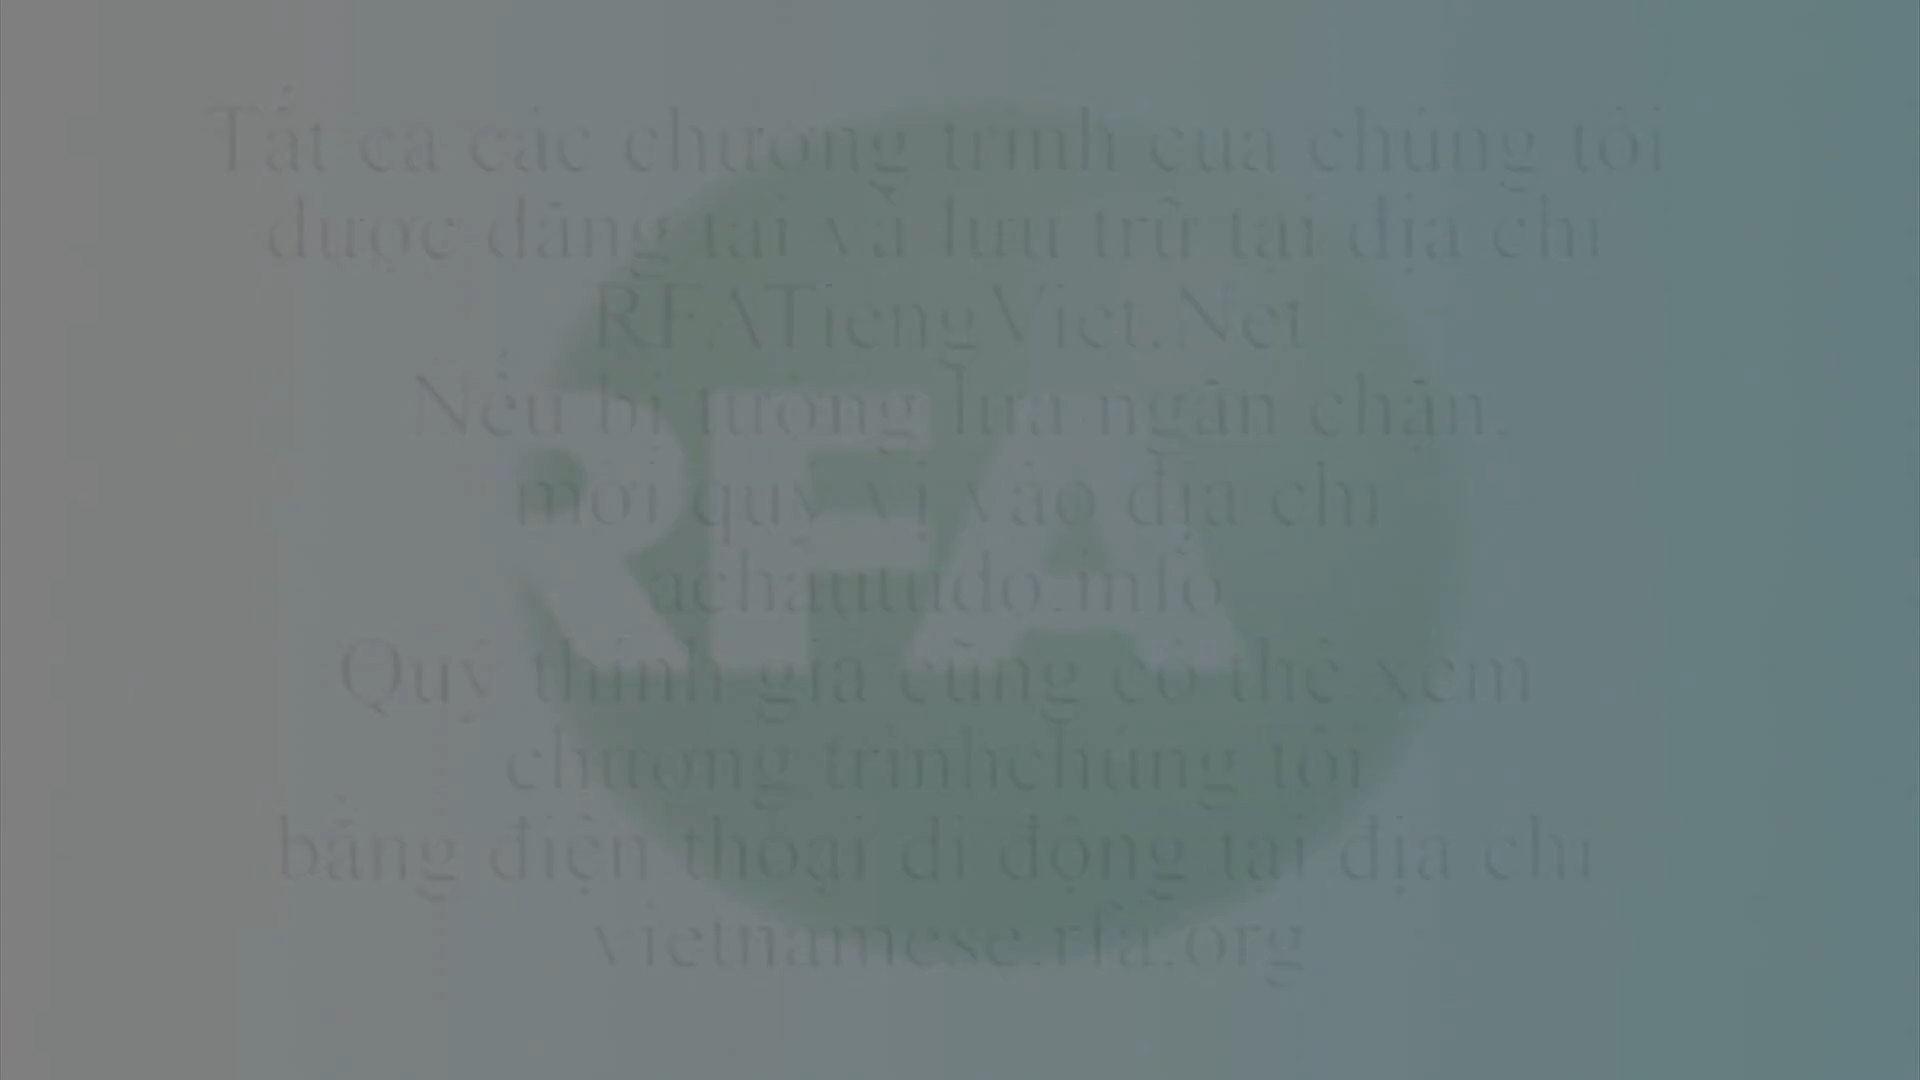 Tất cả các chương trình của chúng tôi
được đăng tải và lưu trữ tại địa chỉ
RFATiengViet.Net
Nếu bị tường lửa ngăn chặn,
mời quý vị vào địa chỉ
achautudo.info
RFA
Quý thính giả cũng có thể xem
chương trìnhchúng tôi
bằng điện thoại di động tại địa chỉ
vietnamese.rfa.org